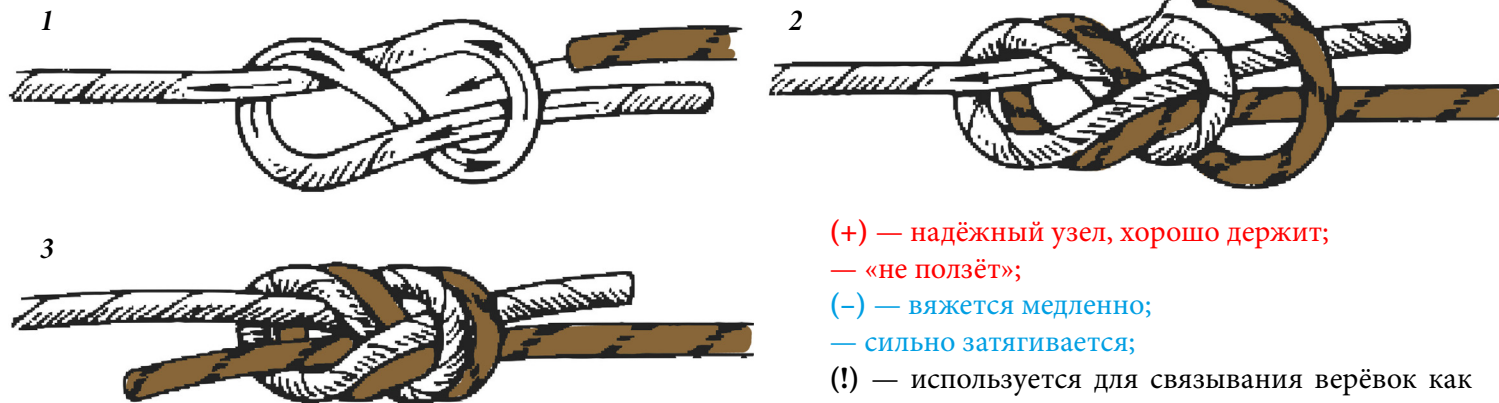 1
2
3
(+) — надёжный узел, хорошо держит;
— «не ползёт»;
(–) — вяжется медленно;
— сильно затягивается;
(!) — используется для связывания верёвок как